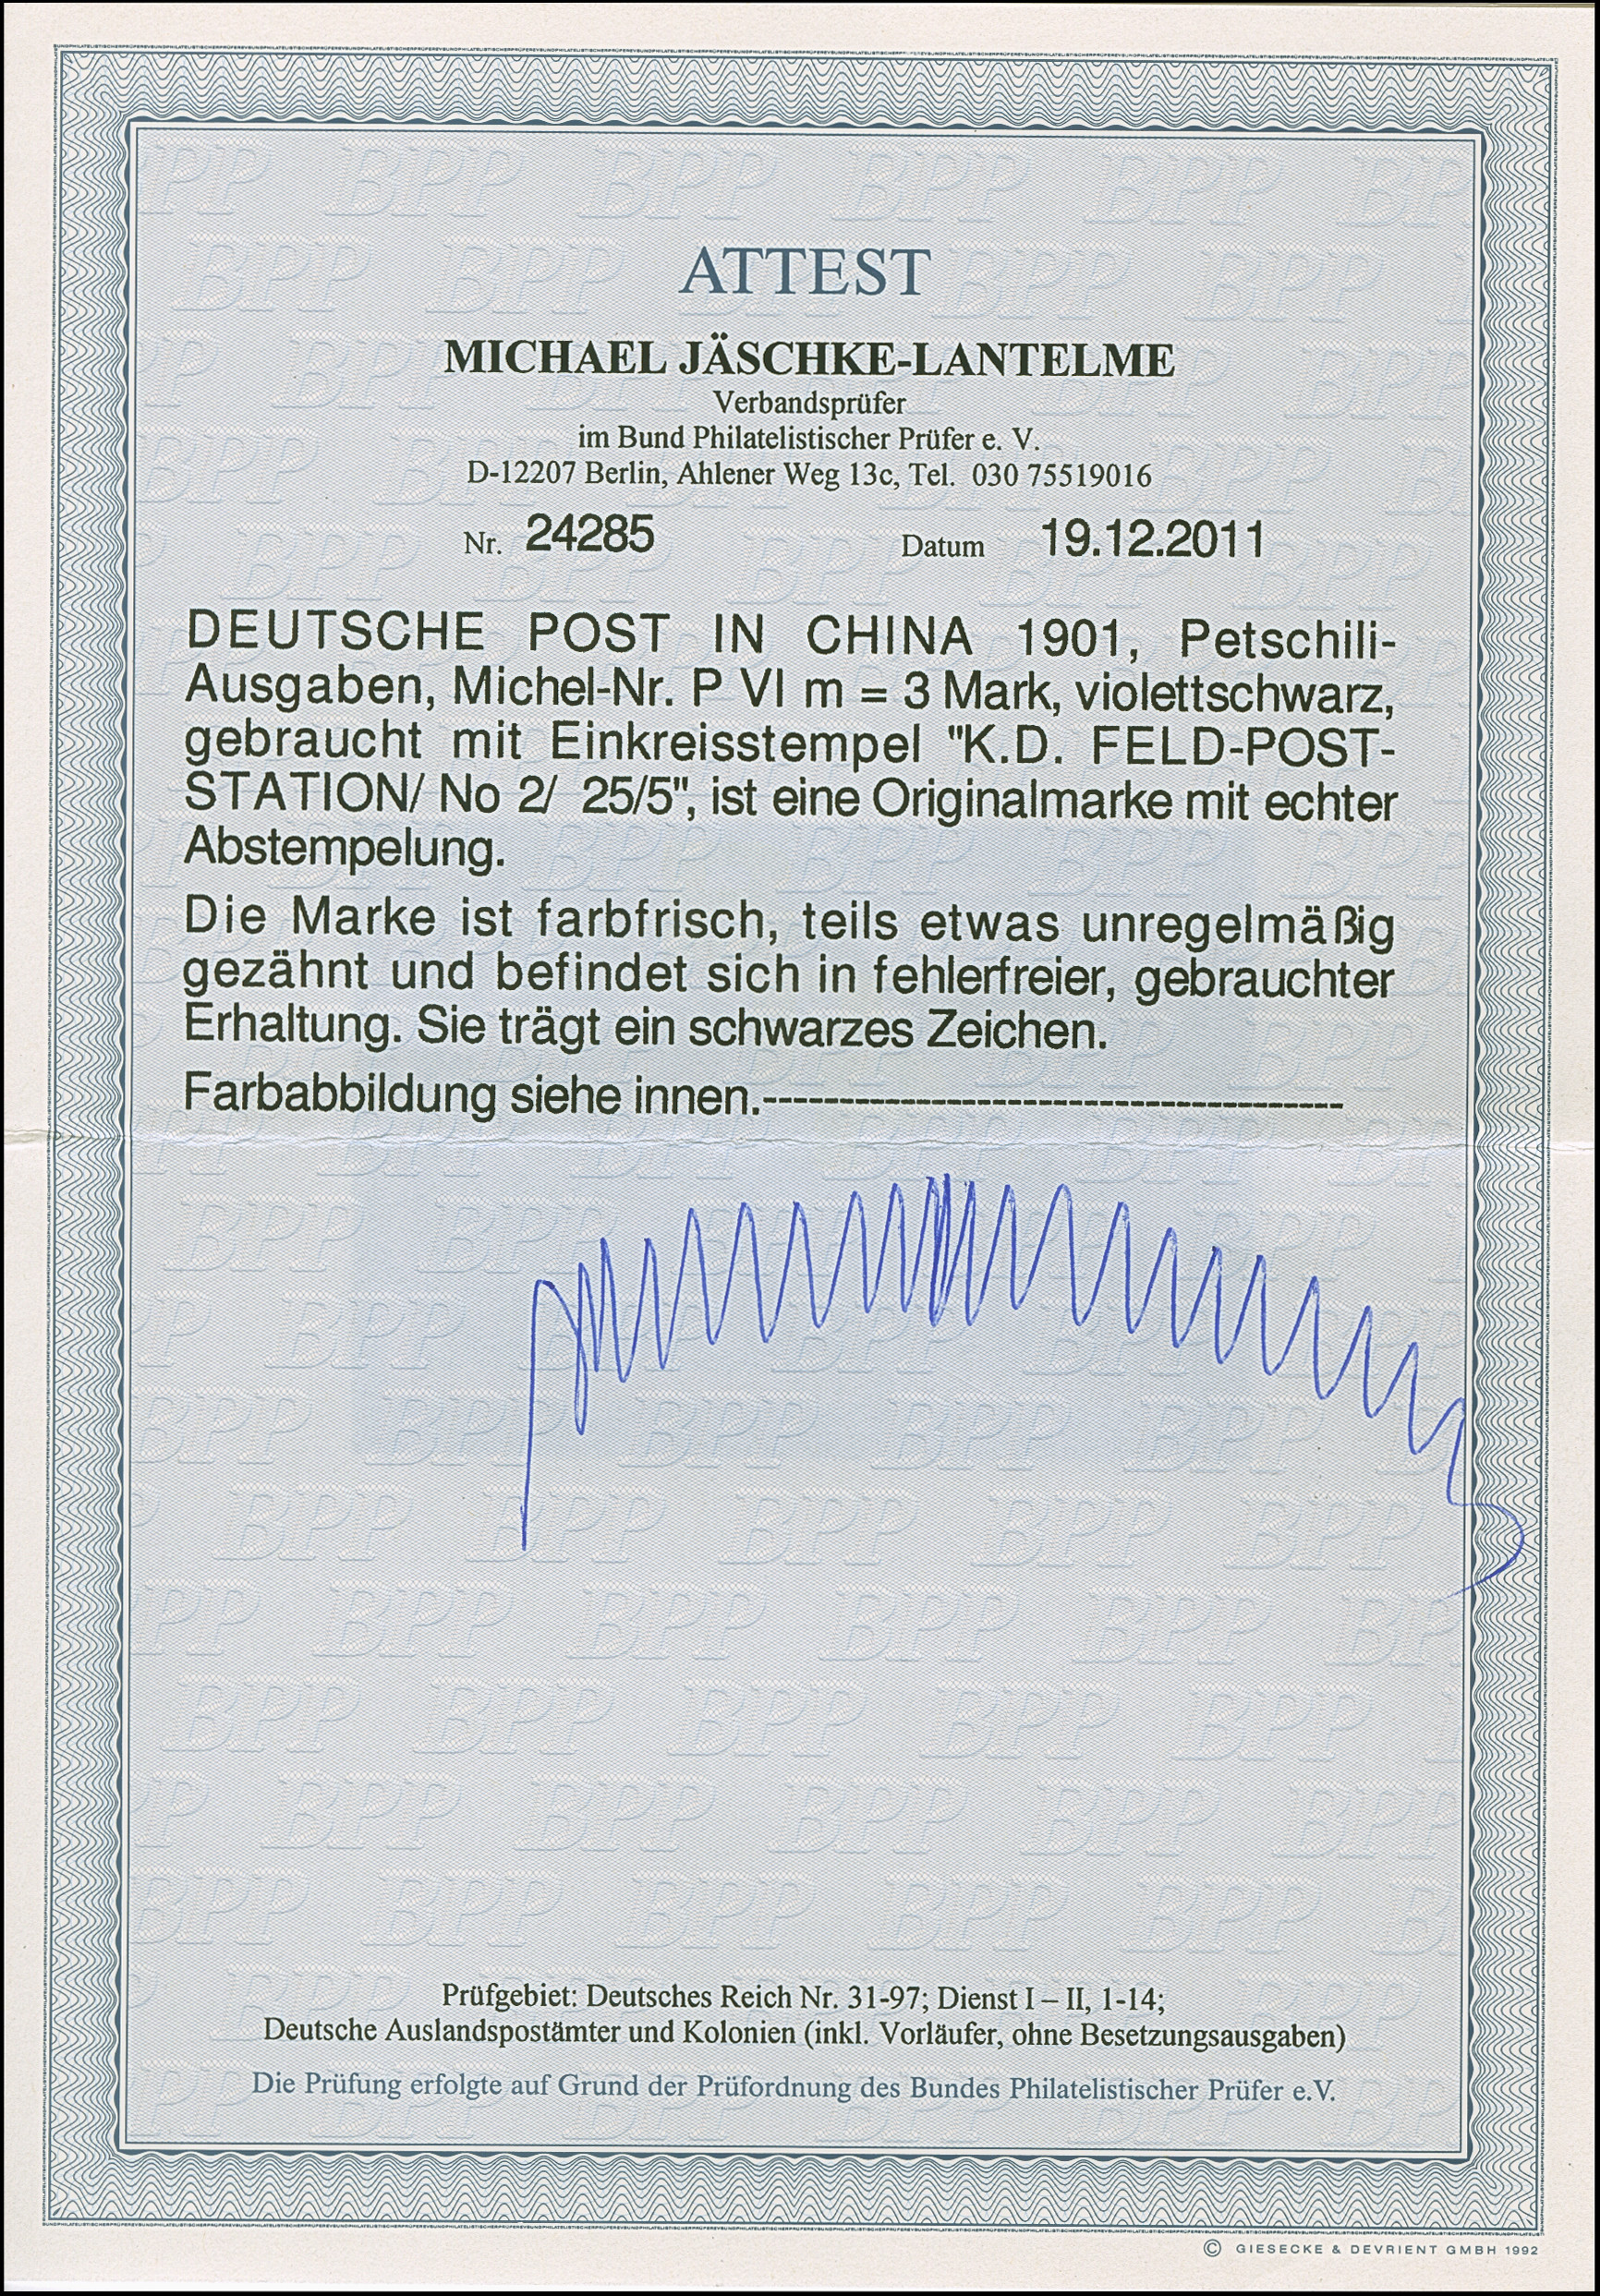 ATTEST
MICHAEL JÄSCHKE-LANTELME
Verbandsprüfer
im Bund Philatelistischer Prüfer e. V.
D-12207 Berlin, Ahlener Weg 13c, Tel. 030 75519016
Nr. 24285 Datum 19.12.2011
DEUTSCHE POST IN CHINA 1901, Petschili-
Ausgaben, Michel-Nr. P VI m = 3 Mark, violettschwarz,
gebraucht mit Einkreisstempel "K.D. FELD-POST-
STATION/ No 2/ 25/5", ist eine Originalmarke mit echter
Abstempelung.
Die Marke ist farbfrisch, teils etwas unregelmäßig
gezähnt und befindet sich in fehlerfreier, gebrauchter
Erhaltung. Sie trägt ein schwarzes Zeichen.
Farbabbildung siehe innen.--------------------------------------
Prüfgebiet: Deutsches Reich Nr. 31-97; Dienst I – II, 1-14;
Deutsche Auslandspostämter und Kolonien (inkl. Vorläufer, ohne Besetzungsausgaben)
Die Prüfung erfolgte auf Grund der Prüfordnung des Bundes Philatelistischer Prüfer e.V.
© GIESECKE & DEVRIENT GMBH 1992